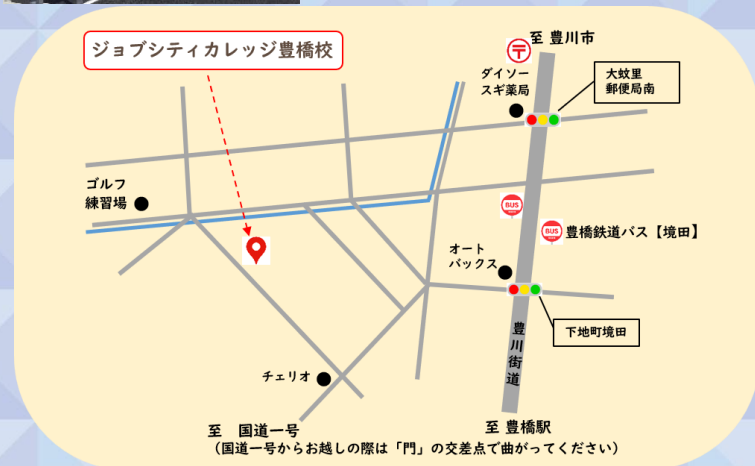 ジョブシティカレッジ豊橋校
至 豊川市
ダイソー
スギ薬局
大蚊里
郵便局南
ゴルフ
練習場
BUS
BUS
豊橋鉄道バス【境田】
オート
バックス
下地町境田
豊川街道
チェリオ
至 国道一号
至 豊橋駅
（国道一号からお越しの際は「門」の交差点で曲がってください）